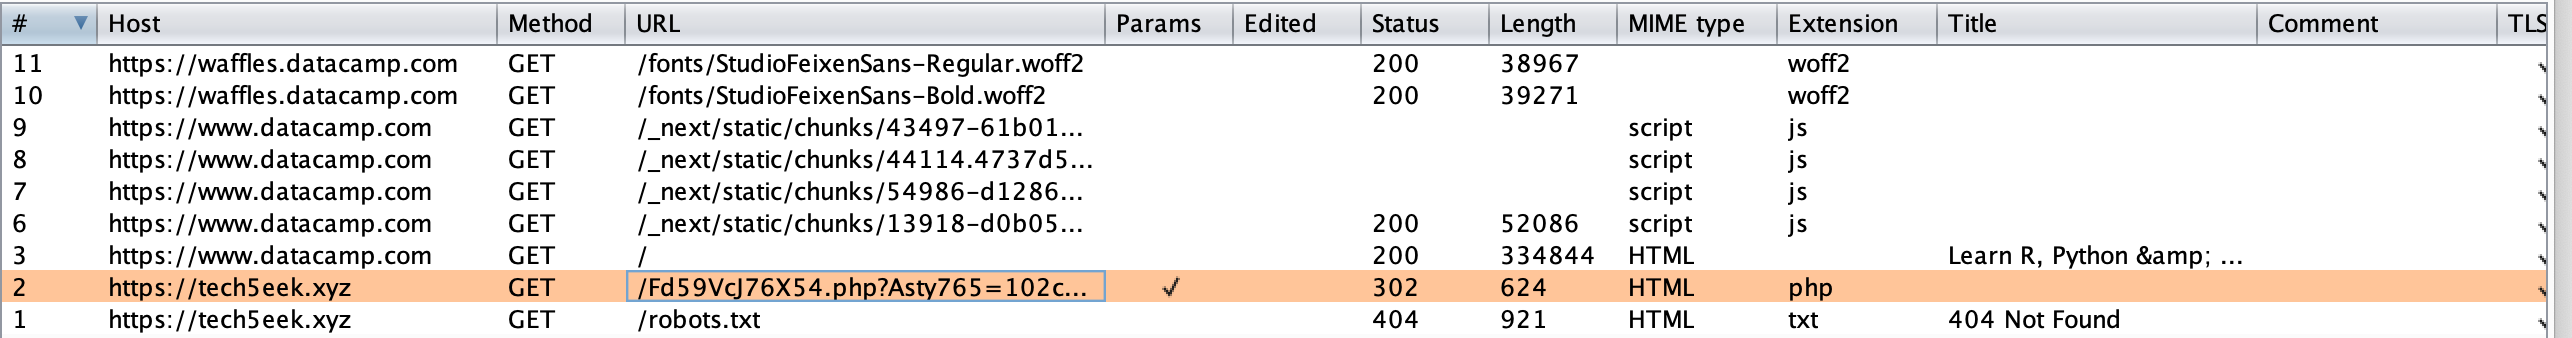 # Host Method URL Params Edited Status Length MIME type Extension Title Comment TLS
11 https://waffles.datacamp.com GET /fonts/StudioFeixenSans-Regular.woff2 200 38967 woff2
10 https://waffles.datacamp.com GET /fonts/StudioFeixenSans-Bold.woff2 200 39271 woff2
9 https://www.datacamp.com GET /_next/static/chunks/43497-61b01... script js
8 https://www.datacamp.com GET /_next/static/chunks/44114.4737d5... script js
7 https://www.datacamp.com GET /_next/static/chunks/54986-d1286... script js
6 https://www.datacamp.com GET /_next/static/chunks/13918-d0b05... 200 52086 script js
3 https://www.datacamp.com GET / 200 334844 HTML Learn R, Python &amp; ...
2 https://tech5eek.xyz GET /Fd59VcJ76X54.php?Asty765=102c... ✓ 302 624 HTML php
1 https://tech5eek.xyz GET /robots.txt 404 921 HTML txt 404 Not Found